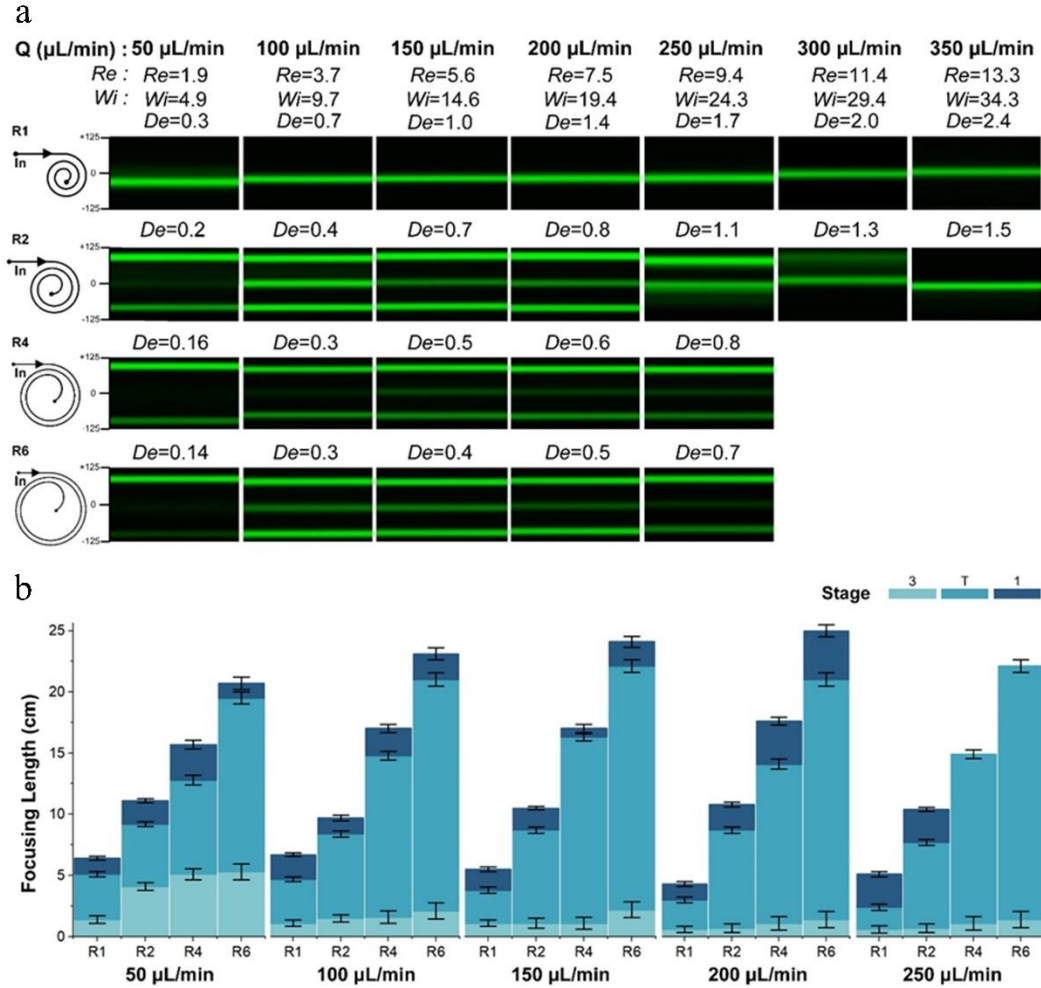 a
Q (µL/min) : 50 µL/min 100 µL/min 150 µL/min 200 µL/min 250 µL/min 300 µL/min 350 µL/min
Re : Re=1.9 Re=3.7 Re=5.6 Re=7.5 Re=9.4 Re=11.4 Re=13.3
Wi : Wi=4.9 Wi=9.7 Wi=14.6 Wi=19.4 Wi=24.3 Wi=29.4 Wi=34.3
De=0.3 De=0.7 De=1.0 De=1.4 De=1.7 De=2.0 De=2.4
R1
+125
In
0
-125
R2 De=0.2 De=0.4 De=0.7 De=0.8 De=1.1 De=1.3 De=1.5
+125
In
0
-125
R4 De=0.16 De=0.3 De=0.5 De=0.6 De=0.8
+125
In
0
-125
R6 De=0.14 De=0.3 De=0.4 De=0.5 De=0.7
+125
In
0
-125
b
Stage 3 T 1
Focusing Length (cm)
25
20
15
10
5
0
R1 R2 R4 R6 R1 R2 R4 R6 R1 R2 R4 R6 R1 R2 R4 R6 R1 R2 R4 R6
50 µL/min 100 µL/min 150 µL/min 200 µL/min 250 µL/min